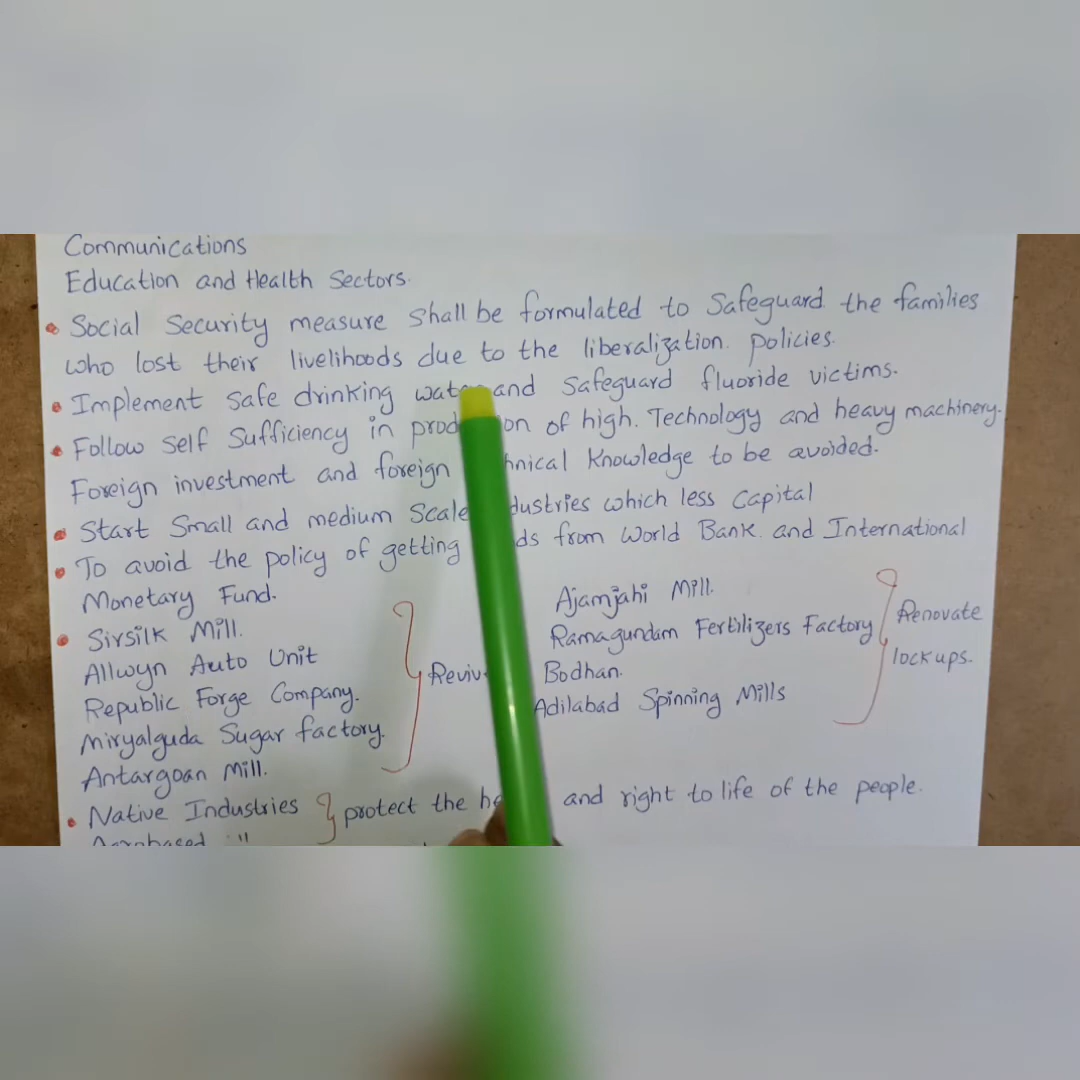 Communications
Education and Health Sectors.
• Social Security measure shall be formulated to Safeguard the families
who lost their livelihoods due to the liberalization policies.
• Implement safe drinking water and Safeguard fluoride victims.
• Follow self Sufficiency in of high. Technology and heavy machinery.
Foreign investment and foreign Knowledge to be avoided.
• Start Small and medium Scale which less Capital
• To avoid the policy of getting from World Bank. and International
Monetary Fund.
• Sirsilk Mill.
Allwyn Auto Unit
Republic Forge Company.
Miryalguda Sugar factory.
Antargoan Mill.
Ajamjahi Mill.
Ramagundam Fertilizers Factory
Bodhan.
Adilabad Spinning Mills
Renovate
lockups.
• Native Industries } protect the and right to life of the people.